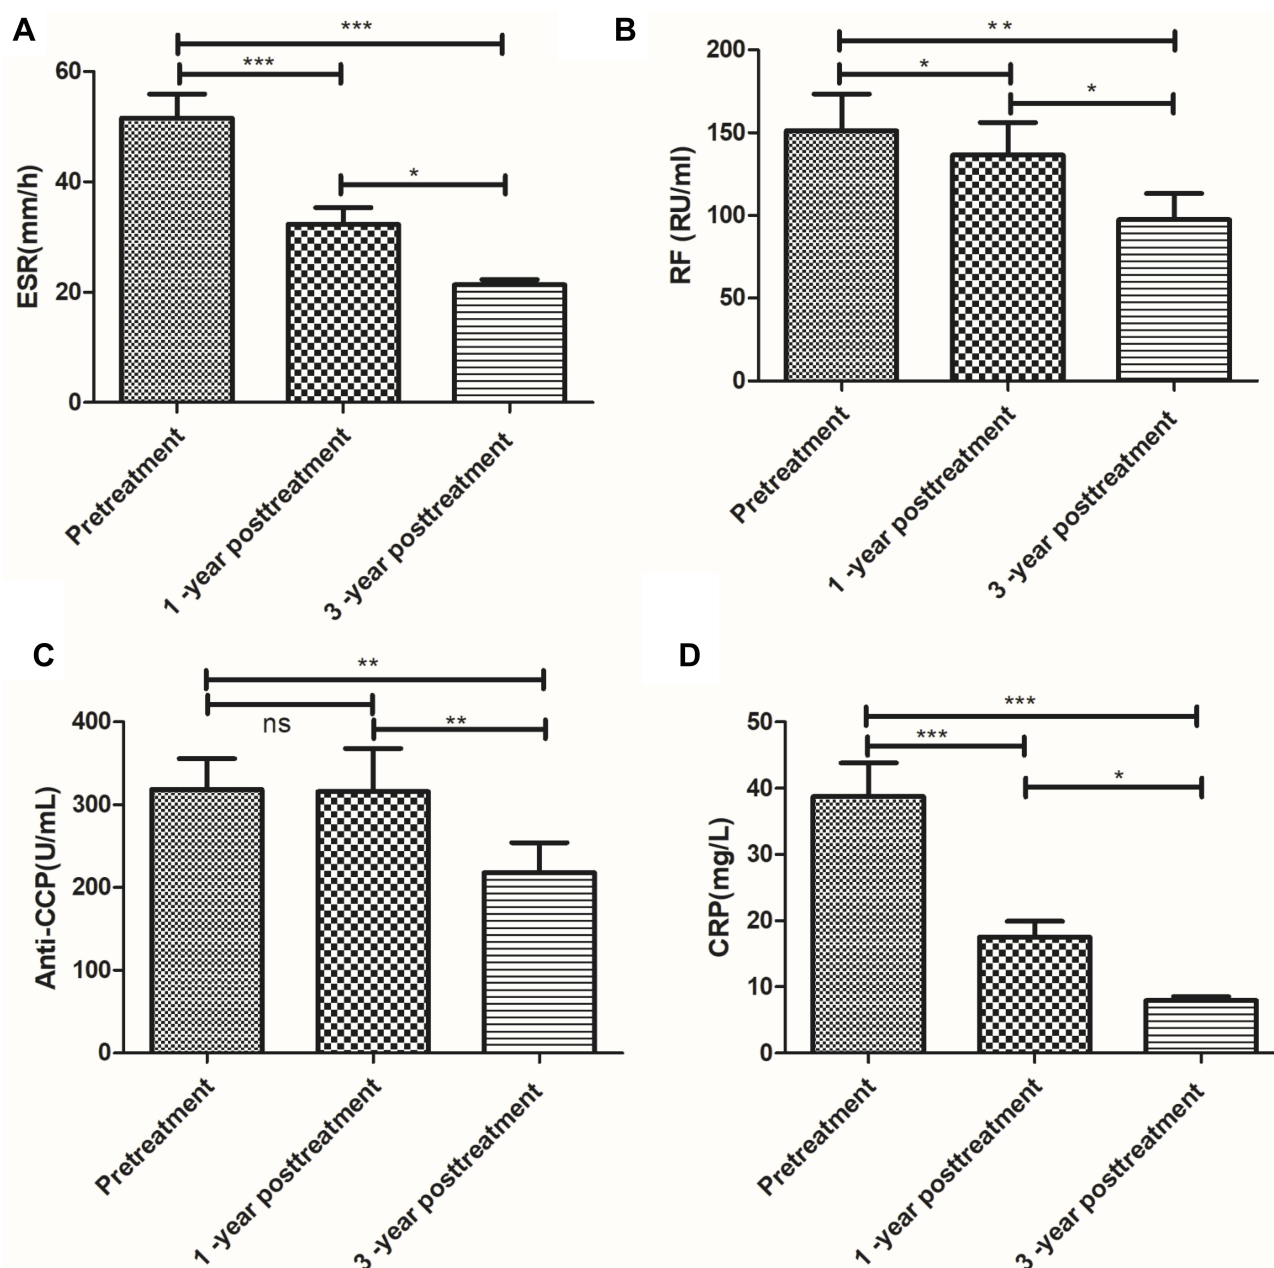 A
***
***
*
60
40
20
0
ESR(mm/h)
Pretreatment
1 -year posttreatment
3 -year posttreatment
B
* *
*
*
200
150
100
50
0
RF (RU/ml)
Pretreatment
1 -year posttreatment
3 -year posttreatment
C
**
ns
**
400
300
200
100
0
Anti-CCP(U/mL)
Pretreatment
1 -year posttreatment
3 -year posttreatment
D
***
***
*
50
40
30
20
10
0
CRP(mg/L)
Pretreatment
1 -year posttreatment
3 -year posttreatment